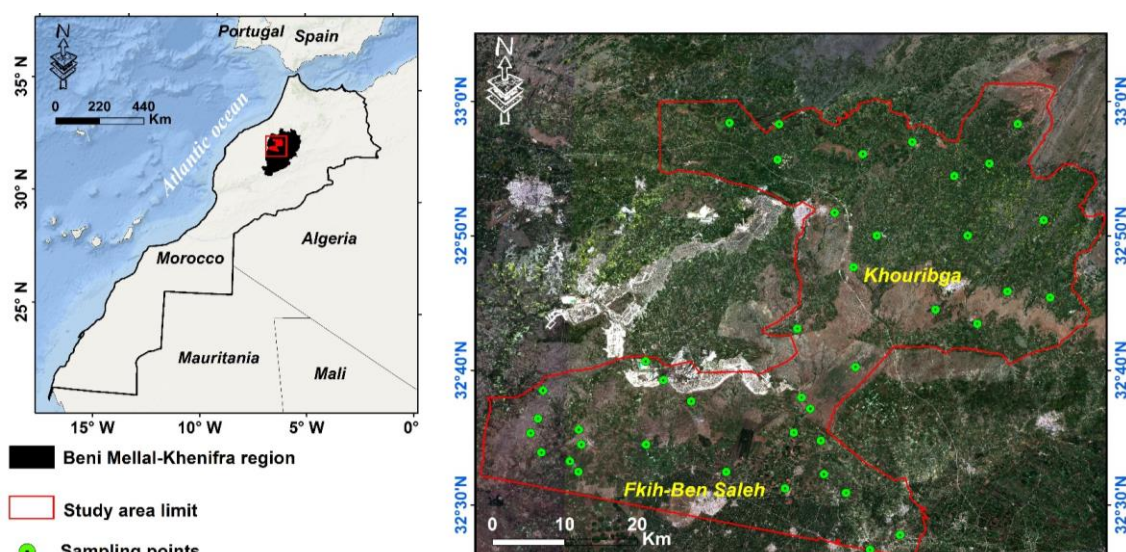 Portugal
Spain
N
35° N
0 220 440
Km
Atlantic ocean
30° N
Algeria
Morocco
25° N
Mauritania
Mali
15° W
10° W
5° W
0°
Beni Mellal-Khenifra region
Study area limit
Sampling points
N
33°0'N
33°0'N
32°50'N
32°50'N
Khouribga
32°40'N
32°40'N
Fkih-Ben Saleh
32°30'N
32°30'N
0 10 20
Km